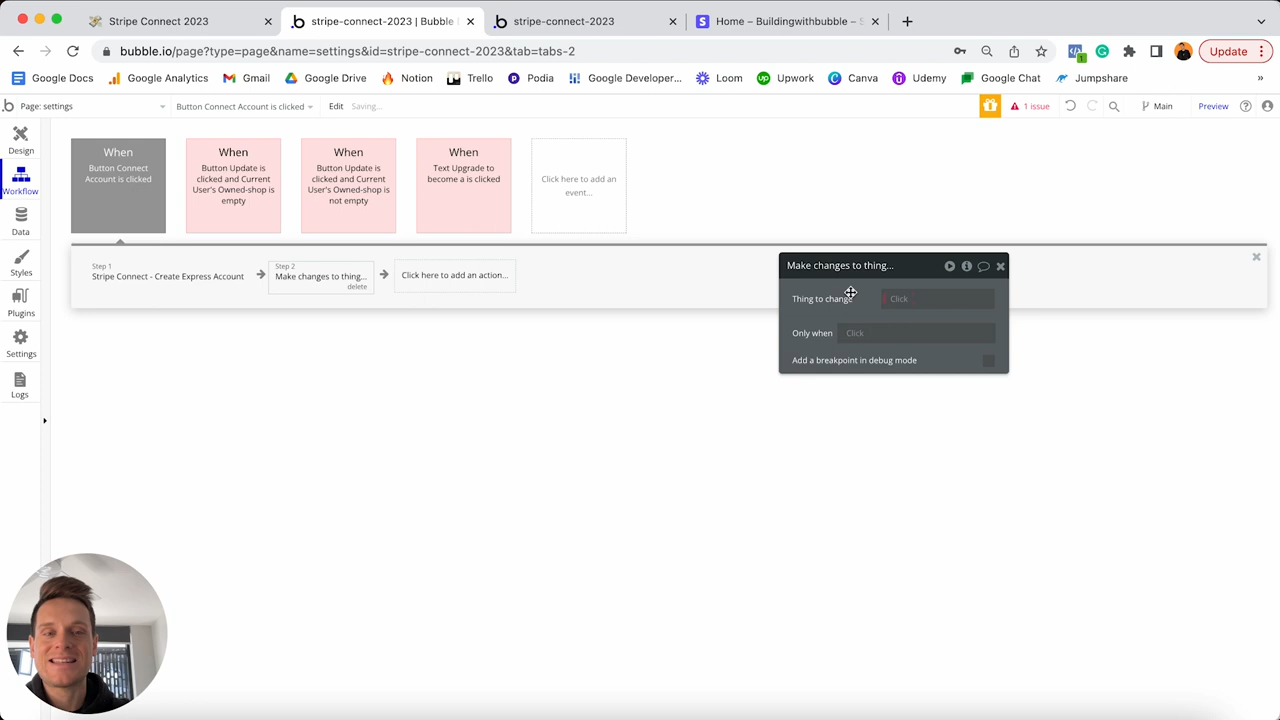 Stripe Connect 2023
stripe-connect-2023 | Bubble
stripe-connect-2023
Home – Buildingwithbubble – S
bubble.io/page?type=page&name=settings&id=stripe-connect-2023&tab=tabs-2
1
Update
Google Docs
Google Analytics
Gmail
Google Drive
Notion
Trello
Podia
Google Developer...
Loom
Upwork
Canva
Udemy
Google Chat
Jumpshare
»
Page: settings
Button Connect Account is clicked
Edit
Saving...
1 issue
Main
Preview
Design
Workflow
Data
Styles
Plugins
Settings
Logs
When
Button Connect
Account is clicked
When
Button Update is
clicked and Current
User's Owned-shop is
empty
When
Button Update is
clicked and Current
User's Owned-shop is
not empty
When
Text Upgrade to
become a is clicked
Click here to add an
event...
Step 1
Stripe Connect - Create Express Account
Step 2
Make changes to thing...
delete
Click here to add an action...
Make changes to thing...
Thing to change
Click
Only when
Click
Add a breakpoint in debug mode